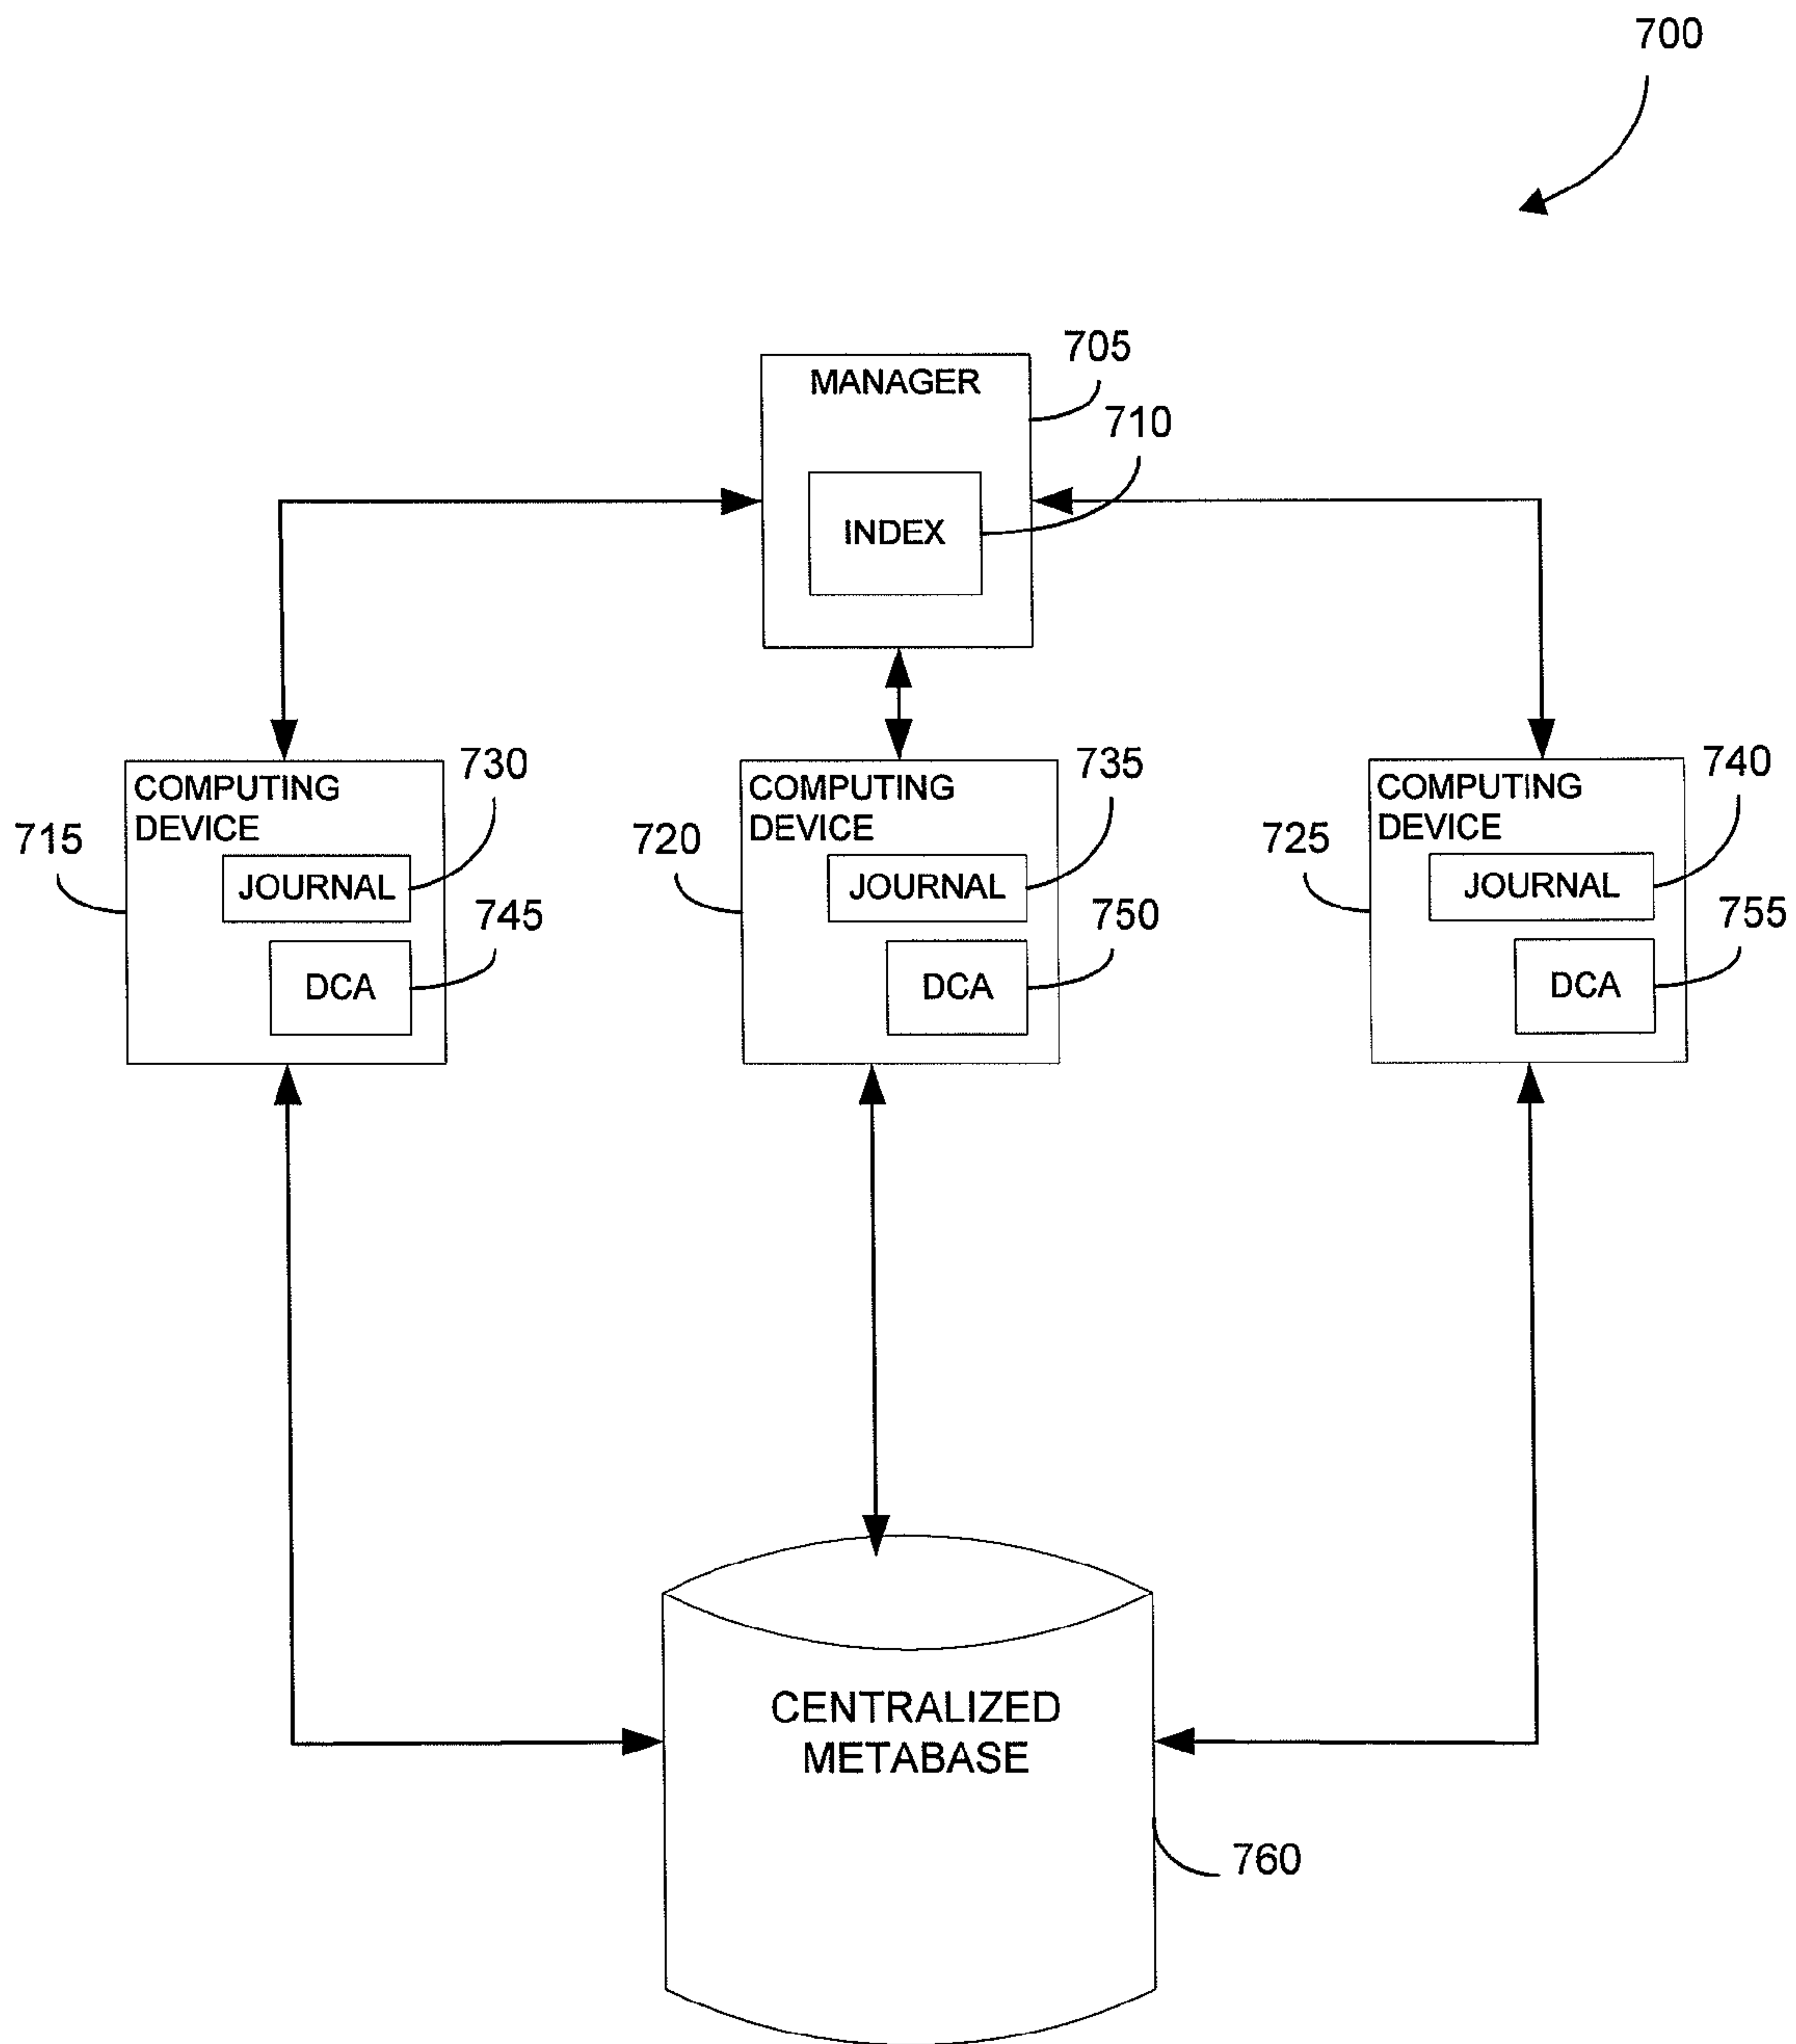 700
705
MANAGER
710
INDEX
730
735
740
COMPUTING
DEVICE
COMPUTING
DEVICE
COMPUTING
DEVICE
715
720
725
JOURNAL
JOURNAL
JOURNAL
745
750
755
DCA
DCA
DCA
CENTRALIZED
METABASE
760